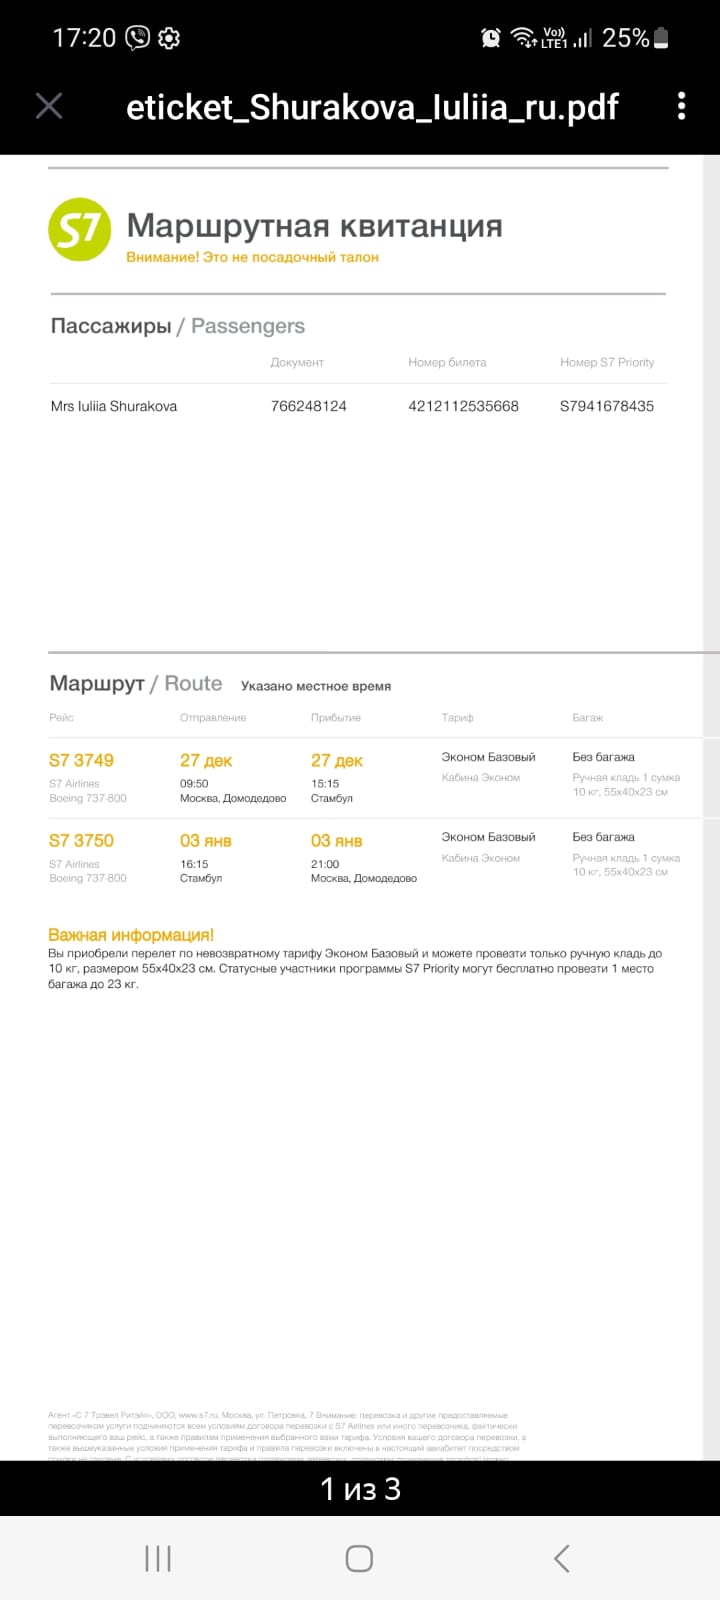 17:20
Vo)) LTE1 25%
eticket_Shurakova_Iuliia_ru.pdf
S7 Маршрутная квитанция
Внимание! Это не посадочный талон
Пассажиры / Passengers
Документ Номер билета Номер S7 Priority
Mrs Iuliia Shurakova 766248124 4212112535668 S7941678435
Маршрут / Route Указано местное время
Рейс Отправление Прибытие Тариф Багаж
S7 3749 27 дек 27 дек Эконом Базовый Без багажа
S7 Airlines 09:50 15:15 Кабина Эконом Ручная кладь 1 сумка
Boeing 737-800 Москва, Домодедово Стамбул 10 кг, 55x40x23 см
S7 3750 03 янв 03 янв Эконом Базовый Без багажа
S7 Airlines 16:15 21:00 Кабина Эконом Ручная кладь 1 сумка
Boeing 737-800 Стамбул Москва, Домодедово 10 кг, 55x40x23 см
Важная информация!
Вы приобрели перелет по невозвратному тарифу Эконом Базовый и можете провезти только ручную кладь до
10 кг, размером 55x40x23 см. Статусные участники программы S7 Priority могут бесплатно провезти 1 место
багажа до 23 кг.
Агент «С 7 Трэвел Ритэйл», ООО, www.s7.ru, Москва, ул. Петровка, 7 Внимание: перевозка и другие предоставляемые
перевозчиком услуги подчиняются всем условиям договора перевозки с S7 Airlines или иного перевозчика, фактически
выполняющего ваш рейс, а также правилам применения выбранного вами тарифа. Условия вашего договора перевозки, а
также вышеуказанные условия применения тарифа и правила перевозки включены в настоящий авиабилет посредством
1 из 3